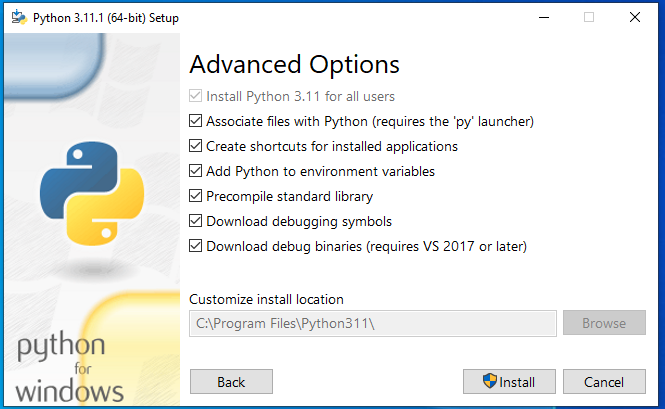 Python 3.11.1 (64-bit) Setup
Advanced Options
Install Python 3.11 for all users
Associate files with Python (requires the 'py' launcher)
Create shortcuts for installed applications
Add Python to environment variables
Precompile standard library
Download debugging symbols
Download debug binaries (requires VS 2017 or later)
Customize install location
C:\Program Files\Python311\
Browse
python
for
windows
Back
Install
Cancel